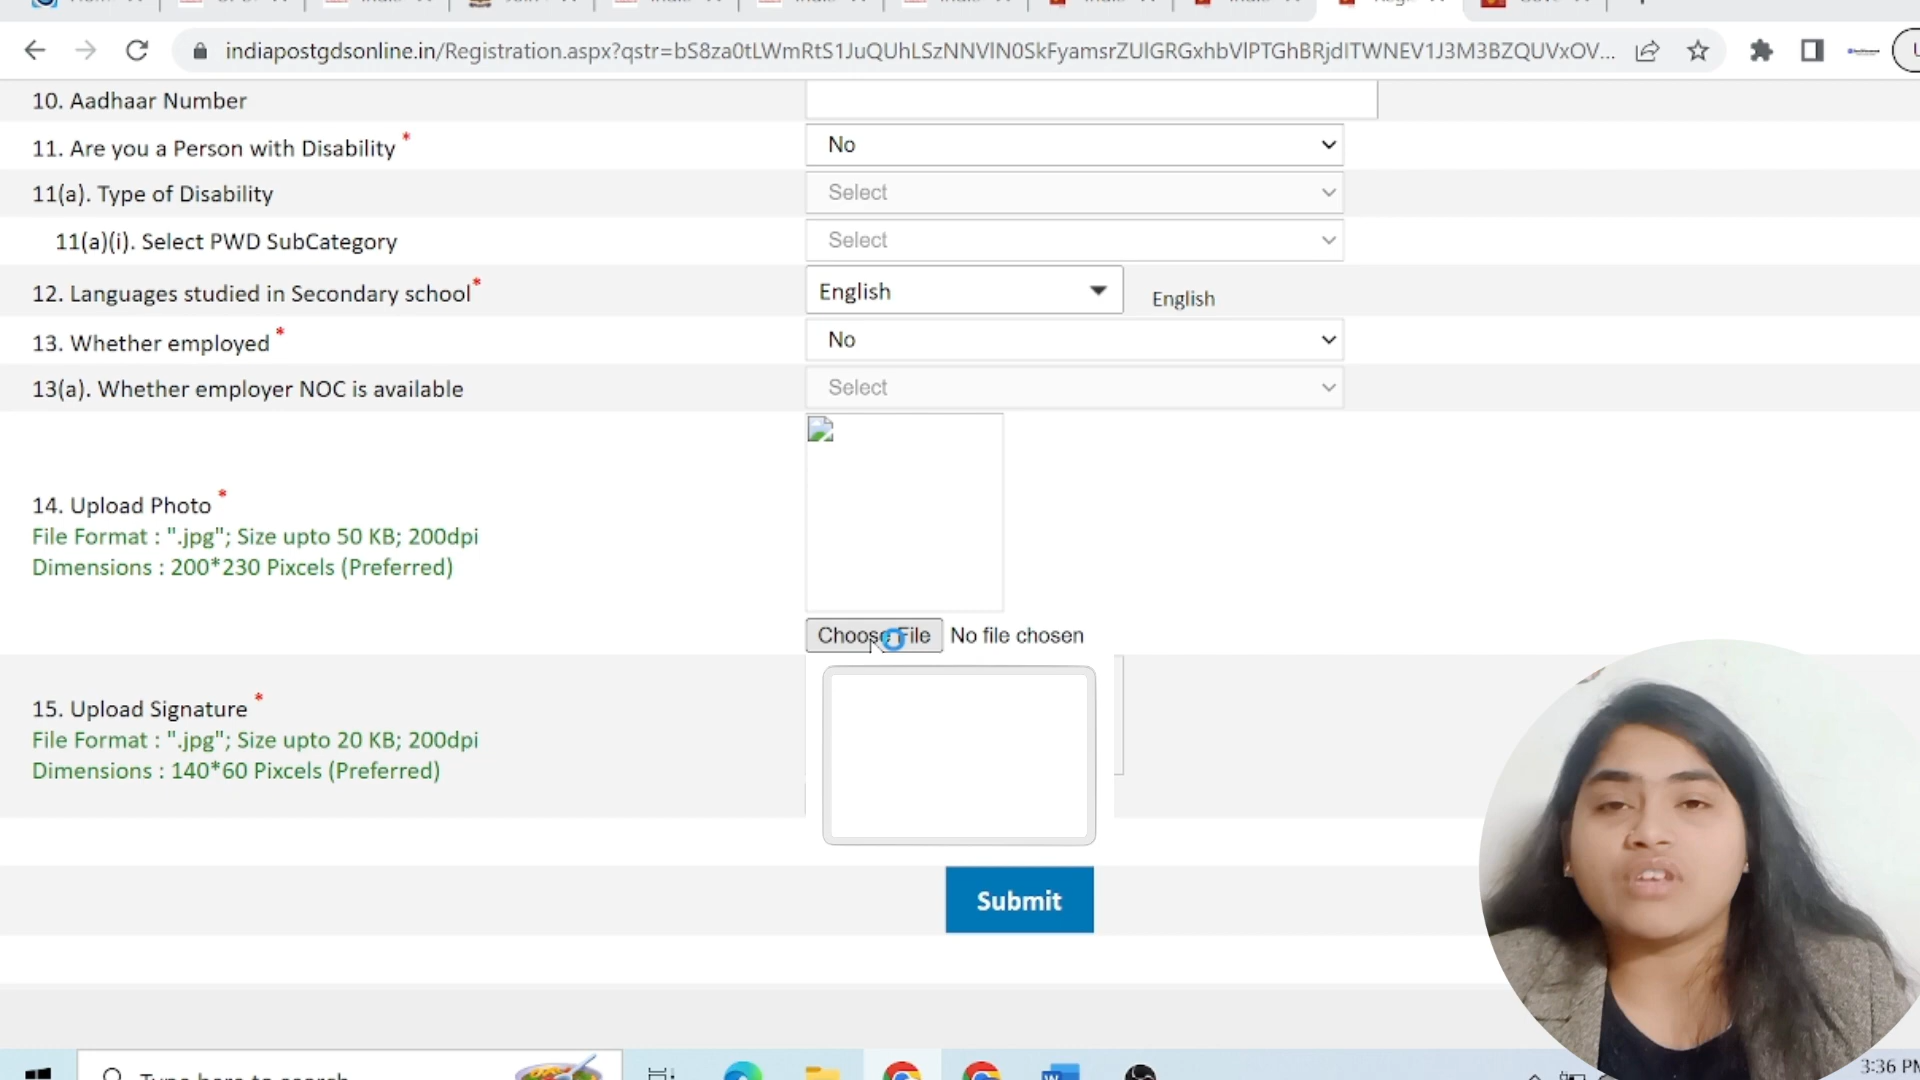 indiapostgdsonline.in/Registration.aspx?qstr=bS8za0tLWmRtS1JuQUhLSzNNVlN0SkFyamsrZUlGRGxhbVlPTGhBRjdITWNEV1J3M3BZQUVxOV...
10. Aadhaar Number
11. Are you a Person with Disability *
No
11(a). Type of Disability
Select
11(a)(i). Select PWD SubCategory
Select
12. Languages studied in Secondary school*
English
English
13. Whether employed *
No
13(a). Whether employer NOC is available
Select
14. Upload Photo *
File Format : ".jpg"; Size upto 50 KB; 200dpi
Dimensions : 200*230 Pixcels (Preferred)
Choose File No file chosen
15. Upload Signature *
File Format : ".jpg"; Size upto 20 KB; 200dpi
Dimensions : 140*60 Pixcels (Preferred)
Submit
Type here to search
3:36 PM